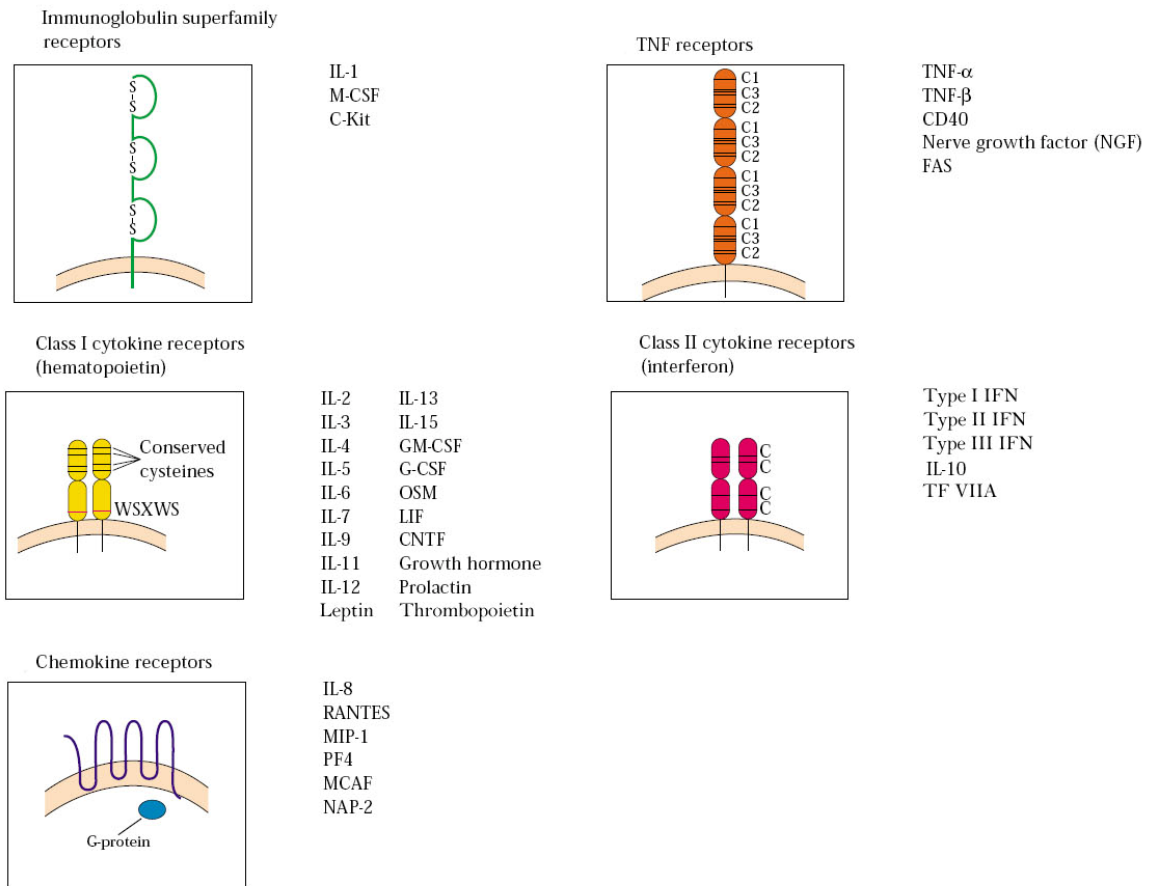 Immunoglobulin superfamily
receptors
S
S
S
S
S
S
IL-1
M-CSF
C-Kit
TNF receptors
C1
C3
C2
C1
C3
C2
C1
C3
C2
C1
C3
C2
TNF-α
TNF-β
CD40
Nerve growth factor (NGF)
FAS
Class I cytokine receptors
(hematopoietin)
Conserved
cysteines
WSXWS
IL-2 IL-13
IL-3 IL-15
IL-4 GM-CSF
IL-5 G-CSF
IL-6 OSM
IL-7 LIF
IL-9 CNTF
IL-11 Growth hormone
IL-12 Prolactin
Leptin Thrombopoietin
Class II cytokine receptors
(interferon)
C
C
C
C
Type I IFN
Type II IFN
Type III IFN
IL-10
TF VIIA
Chemokine receptors
G-protein
IL-8
RANTES
MIP-1
PF4
MCAF
NAP-2